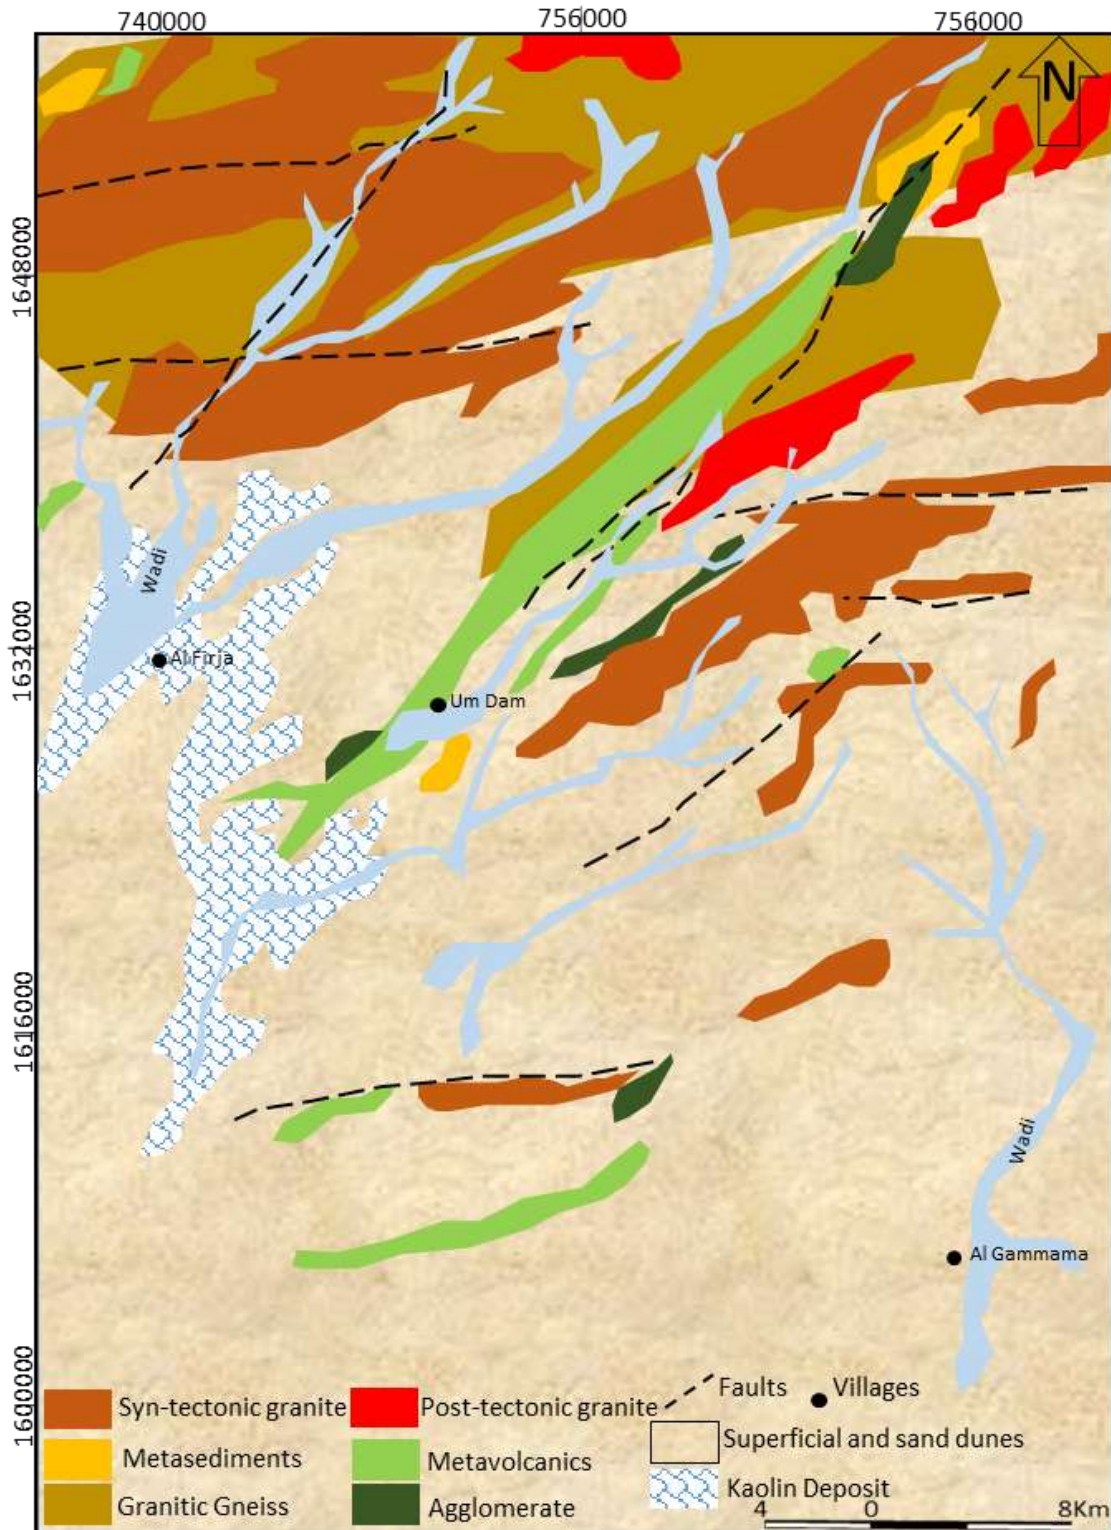 740000 756000 756000
N
1648000
Wadi
1632000
Al Firja
Um Dam
1616000
Wadi
Al Gammama
1600000
Syn-tectonic granite Post-tectonic granite Faults Villages
Metasediments Metavolcanics Superficial and sand dunes
Granitic Gneiss Agglomerate Kaolin Deposit
4 0 8Km